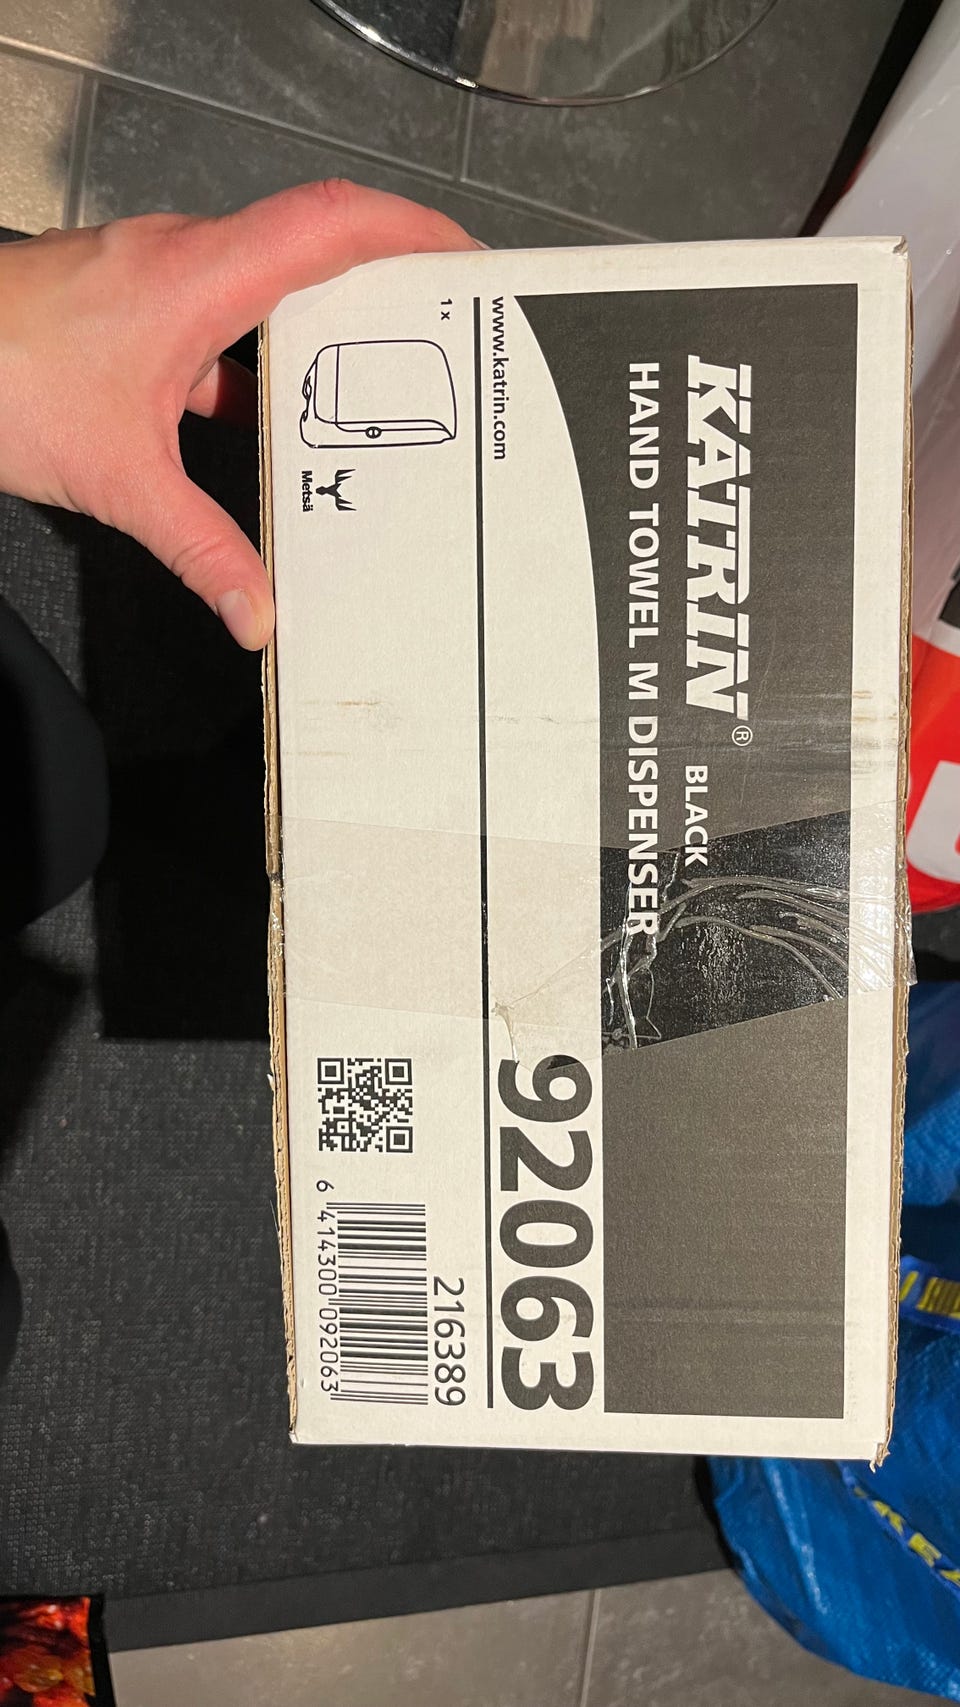 KATRIN® BLACK
HAND TOWEL M DISPENSER
92063
www.katrin.com
1 x
Metsä
216389
6 414300 092063